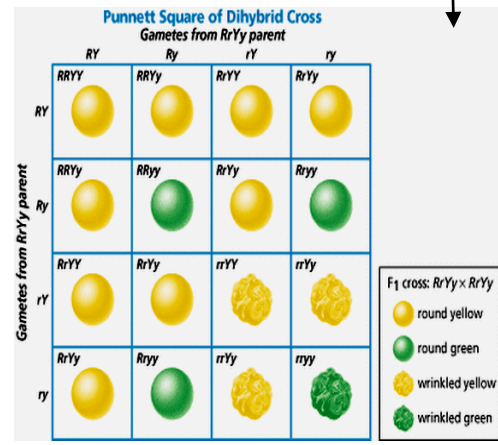 Punnett Square of Dihybrid Cross
Gametes from RrYy parent
RY Ry rY ry
Gametes from RrYy parent
RY
RRYY RRYy RrYY RrYy
Ry
RRYy RRyy RrYy Rryy
rY
RrYY RrYy rrYY rrYy
ry
RrYy Rryy rrYy rryy
F1 cross: RrYy × RrYy
round yellow
round green
wrinkled yellow
wrinkled green